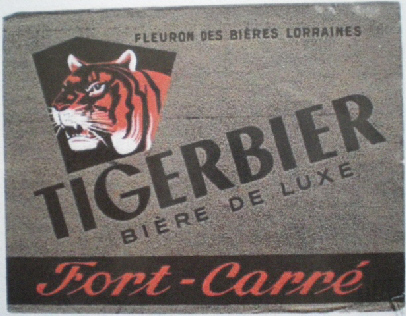 FLEURON DES BIÈRES LORRAINES
TIGERBIER
BIÈRE DE LUXE
Fort-Carré